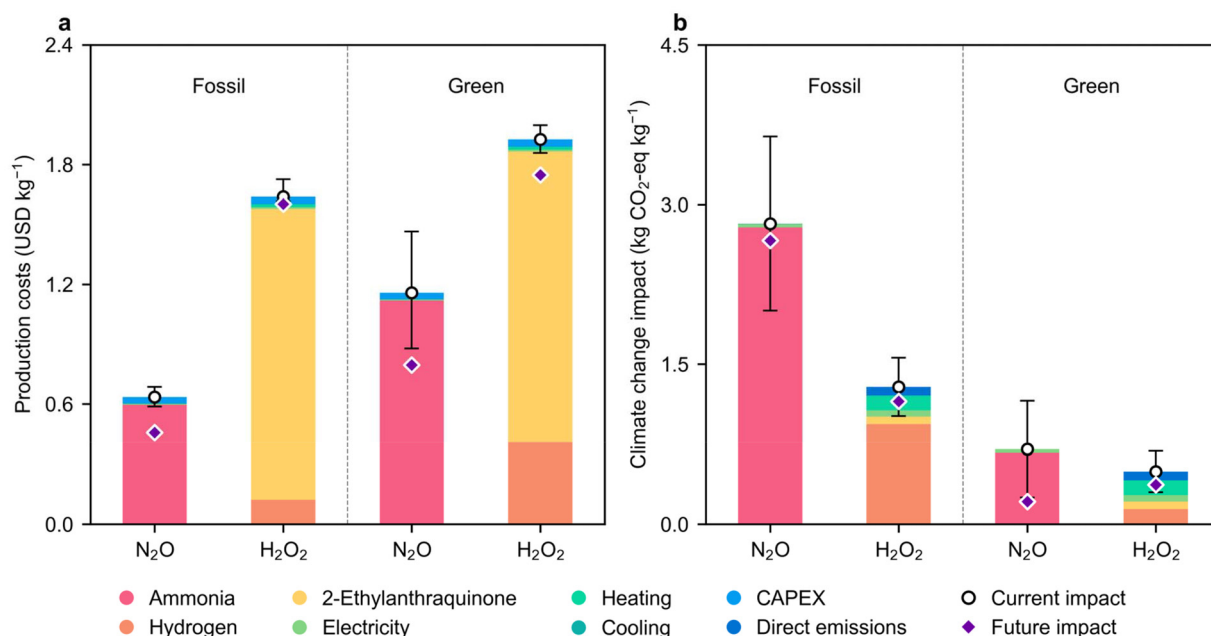 a
Production costs (USD kg⁻¹)
2.4
1.8
1.2
0.6
0.0
Fossil
Green
N₂O
H₂O₂
N₂O
H₂O₂
b
Climate change impact (kg CO₂-eq kg⁻¹)
4.5
3.0
1.5
0.0
Fossil
Green
N₂O
H₂O₂
N₂O
H₂O₂
Ammonia
2-Ethylanthraquinone
Heating
CAPEX
Current impact
Hydrogen
Electricity
Cooling
Direct emissions
Future impact